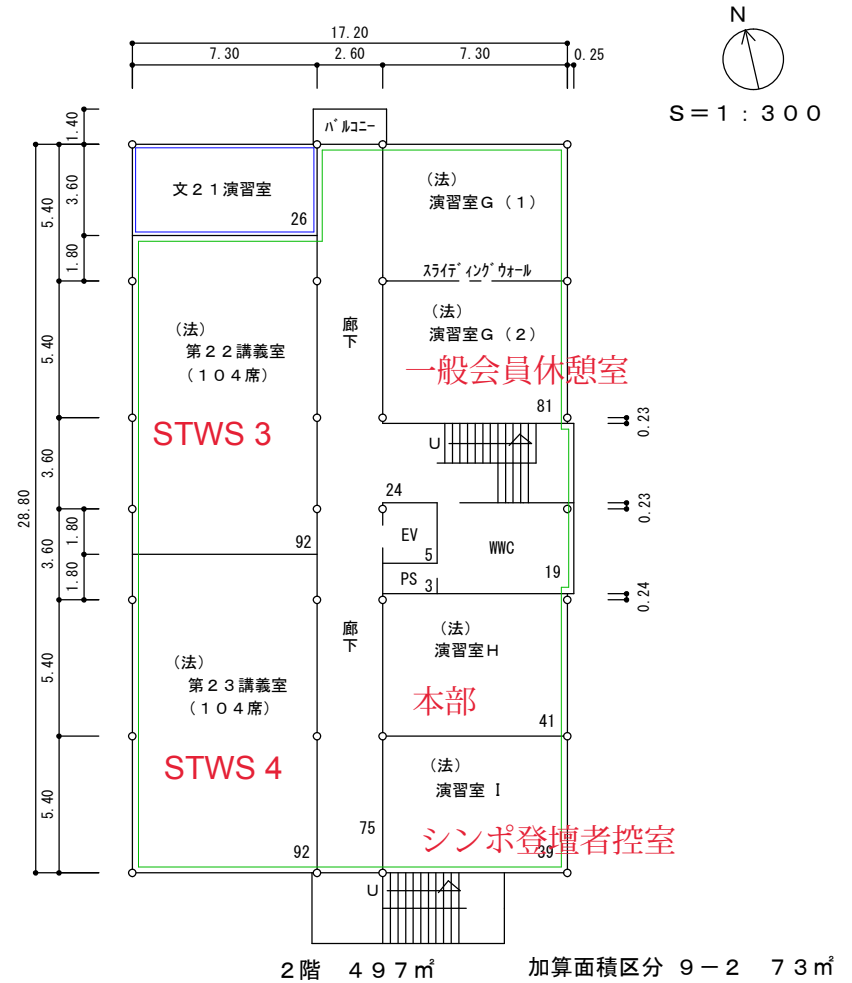 N
S=1:300
17.20
7.30
2.60
7.30
0.25
1.40
バルコニー
文21演習室
26
(法)
演習室G(1)
スライディングウォール
(法)
演習室G(2)
一般会員休憩室
81
廊下
(法)
第22講義室
(104席)
STWS 3
92
28.80
5.40
5.40
3.60
3.60
5.40
5.40
3.60
1.80
1.80
1.80
0.23
0.23
0.24
U
24
EV
5
PS
3
WWC
19
廊下
(法)
演習室H
本部
41
(法)
第23講義室
(104席)
STWS 4
92
(法)
演習室 I
75
シンポ登壇者控室
39
U
2階 497㎡
加算面積区分 9-2 73㎡